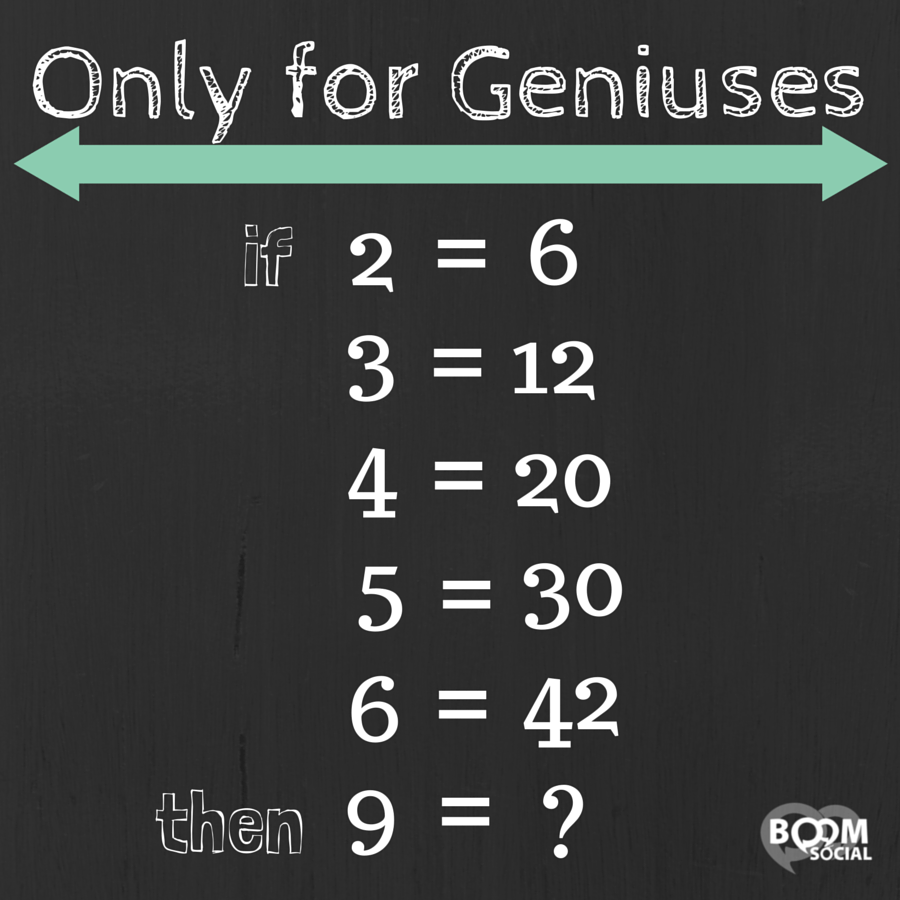 Only for Geniuses
if 2 = 6
3 = 12
4 = 20
5 = 30
6 = 42
then 9 = ?
BOOM
SOCIAL